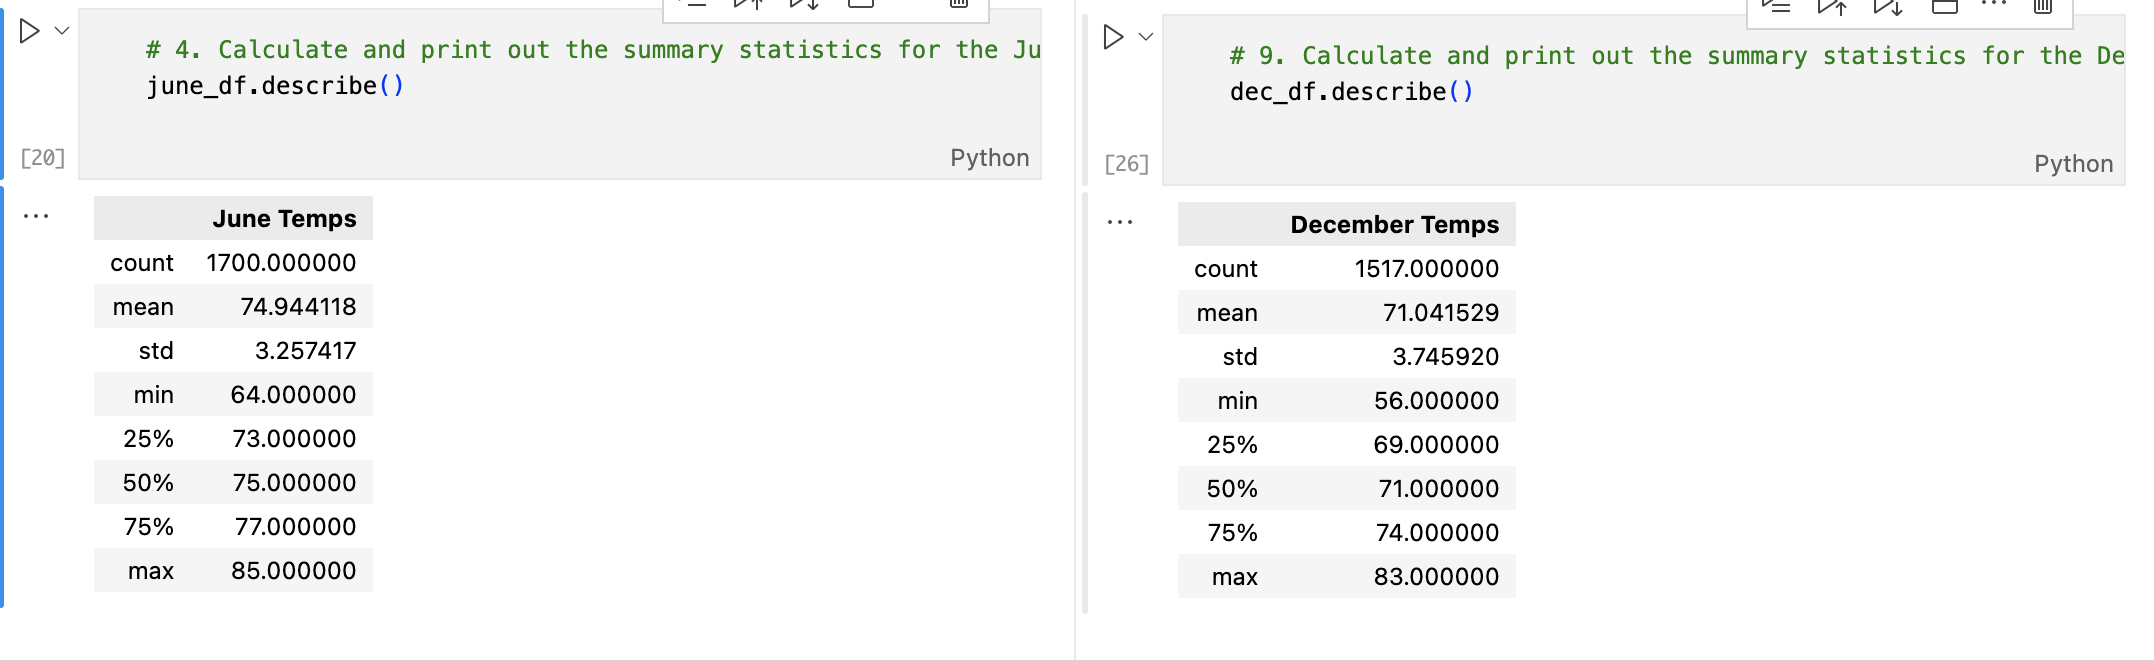 # 4. Calculate and print out the summary statistics for the Ju
june_df.describe()
[20]
Python
June Temps
count 1700.000000
mean 74.944118
std 3.257417
min 64.000000
25% 73.000000
50% 75.000000
75% 77.000000
max 85.000000
# 9. Calculate and print out the summary statistics for the De
dec_df.describe()
[26]
Python
December Temps
count 1517.000000
mean 71.041529
std 3.745920
min 56.000000
25% 69.000000
50% 71.000000
75% 74.000000
max 83.000000